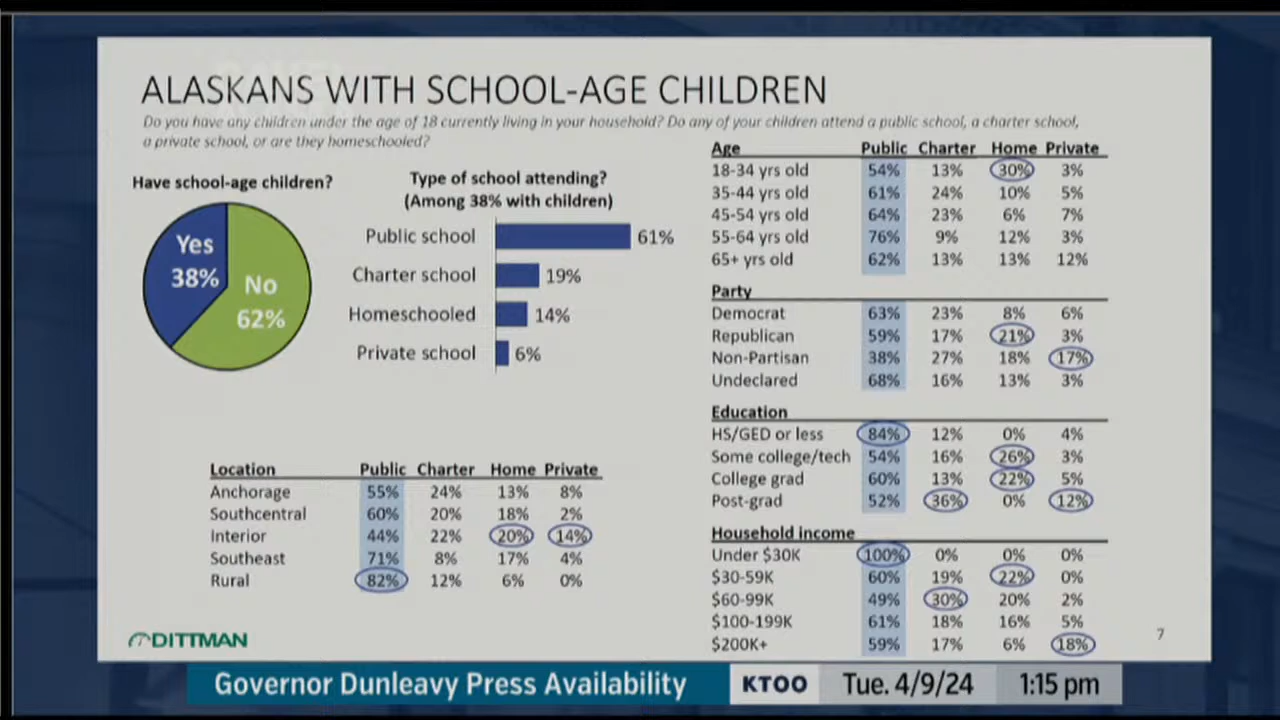 ALASKANS WITH SCHOOL-AGE CHILDREN
Do you have any children under the age of 18 currently living in your household? Do any of your children attend a public school, a charter school,
a private school, or are they homeschooled?
Have school-age children?
Yes
38%
No
62%
Type of school attending?
(Among 38% with children)
Public school 61%
Charter school 19%
Homeschooled 14%
Private school 6%
Location Public Charter Home Private
Anchorage 55% 24% 13% 8%
Southcentral 60% 20% 18% 2%
Interior 44% 22% 20% 14%
Southeast 71% 8% 17% 4%
Rural 82% 12% 6% 0%
Age Public Charter Home Private
18-34 yrs old 54% 13% 30% 3%
35-44 yrs old 61% 24% 10% 5%
45-54 yrs old 64% 23% 6% 7%
55-64 yrs old 76% 9% 12% 3%
65+ yrs old 62% 13% 13% 12%
Party
Democrat 63% 23% 8% 6%
Republican 59% 17% 21% 3%
Non-Partisan 38% 27% 18% 17%
Undeclared 68% 16% 13% 3%
Education
HS/GED or less 84% 12% 0% 4%
Some college/tech 54% 16% 26% 3%
College grad 60% 13% 22% 5%
Post-grad 52% 36% 0% 12%
Household income
Under $30K 100% 0% 0% 0%
$30-59K 60% 19% 22% 0%
$60-99K 49% 30% 20% 2%
$100-199K 61% 18% 16% 5%
$200K+ 59% 17% 6% 18%
DITTMAN
7
Governor Dunleavy Press Availability KTOO Tue. 4/9/24 1:15 pm